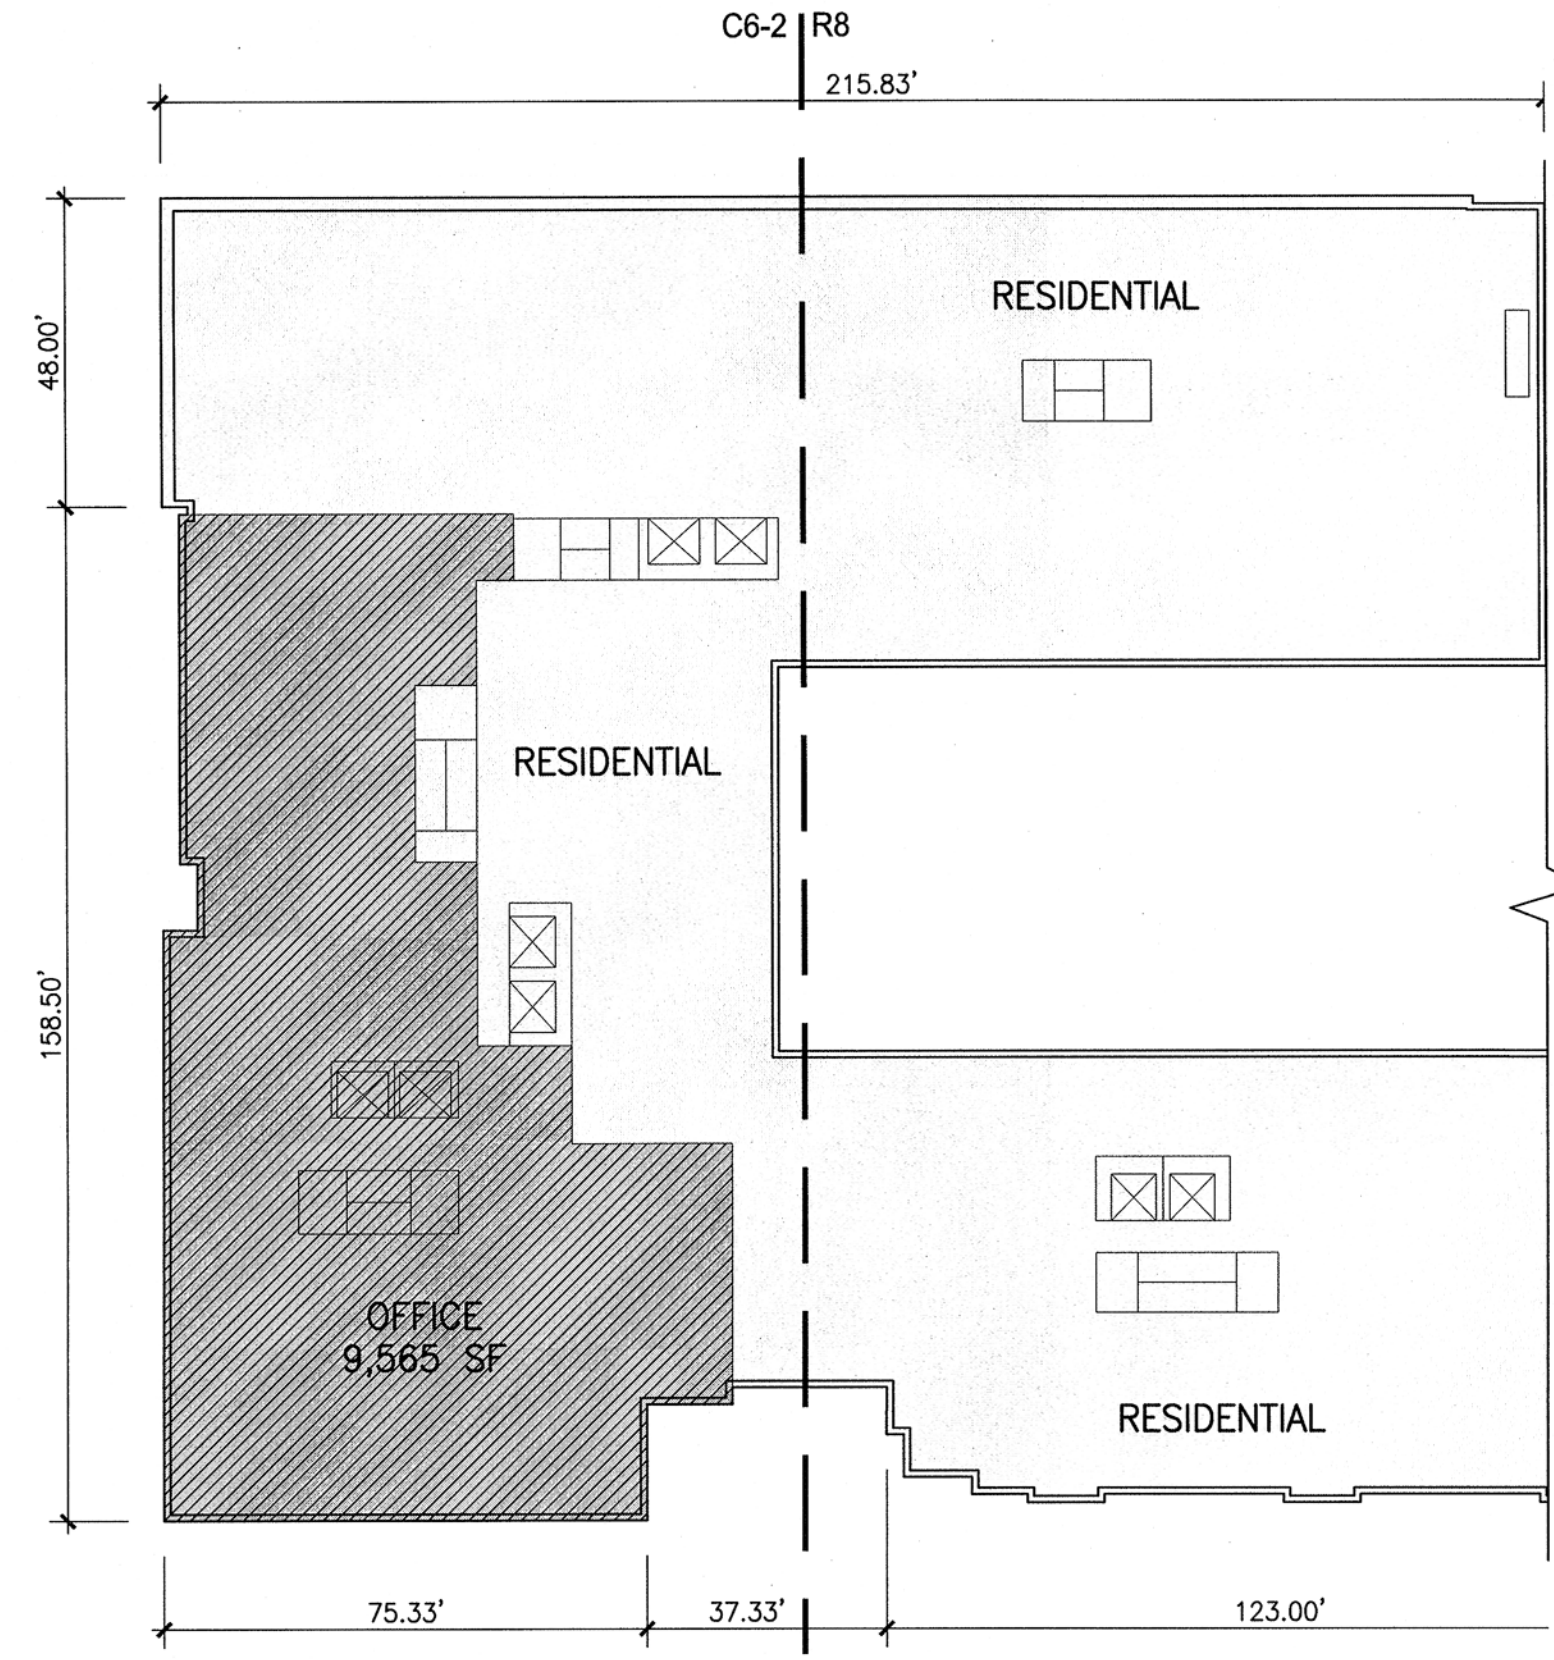 C6-2 R8
215.83'
RESIDENTIAL
48.00'
RESIDENTIAL
158.50'
OFFICE
9,565 SF
RESIDENTIAL
75.33'
37.33'
123.00'